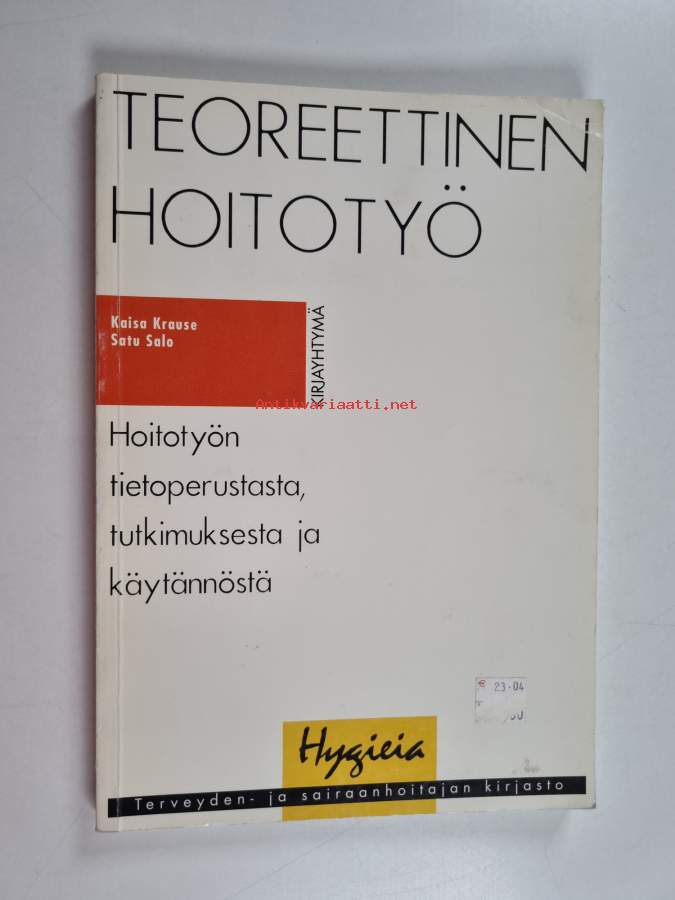 TEOREETTINEN
HOITOTYÖ
Kaisa Krause
Satu Salo
KIRJAYHTYMÄ
Antikvariaatti.net
Hoitotyön
tietoperustasta,
tutkimuksesta ja
käytännöstä
€ 23-04
Hygieia
Terveyden- ja sairaanhoitajan kirjasto